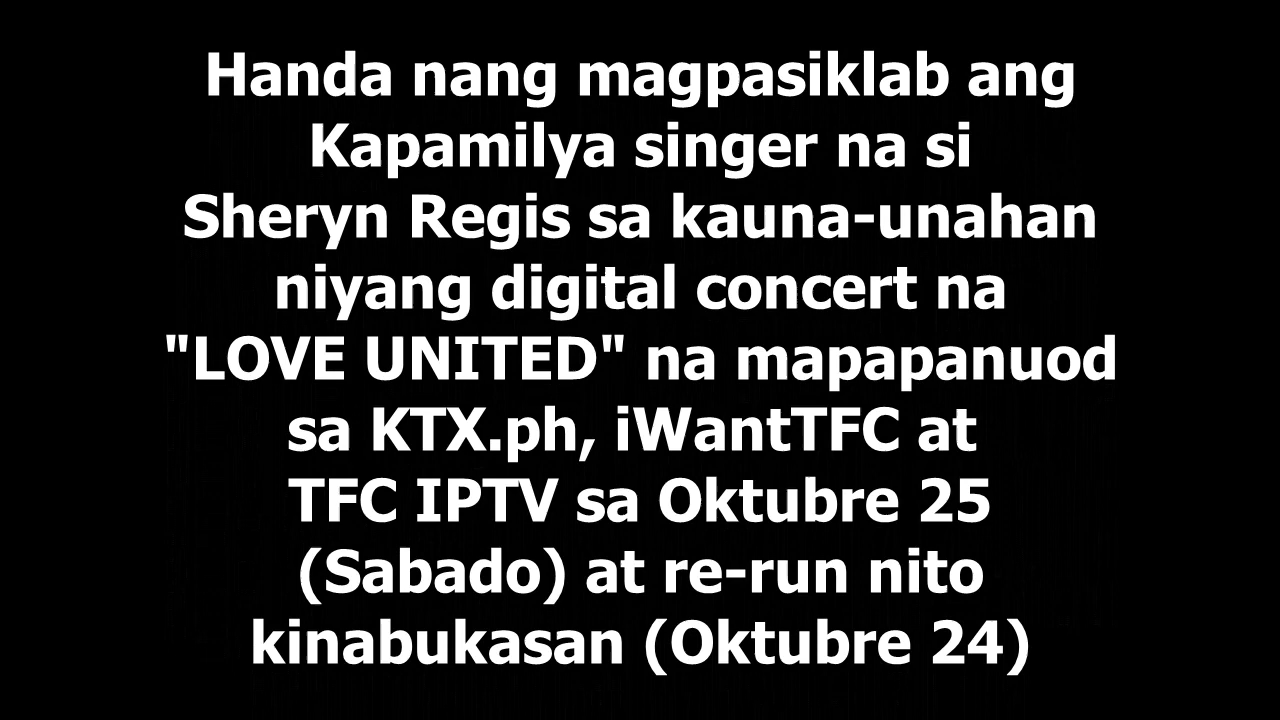 Handa nang magpasiklab ang
Kapamilya singer na si
Sheryn Regis sa kauna-unahan
niyang digital concert na
"LOVE UNITED" na mapapanuod
sa KTX.ph, iWantTFC at
TFC IPTV sa Oktubre 25
(Sabado) at re-run nito
kinabukasan (Oktubre 24)